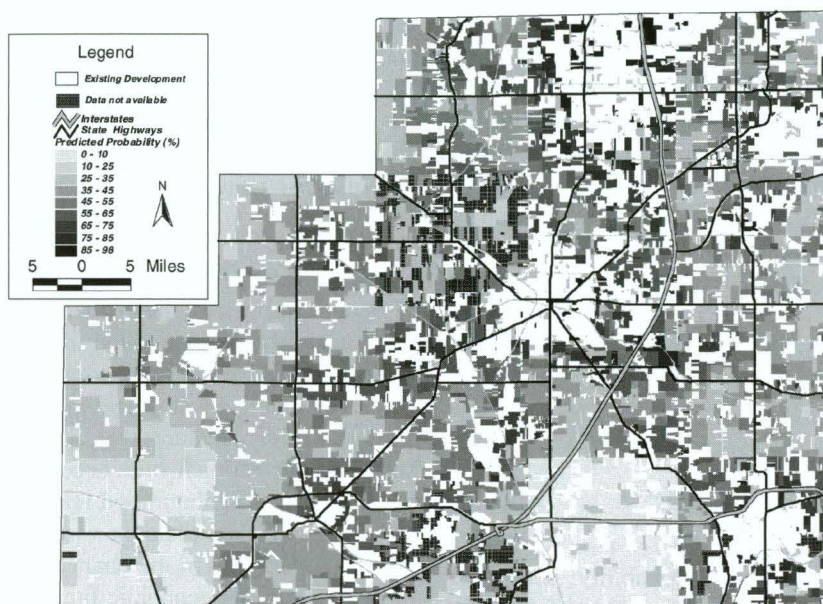 Legend
Existing Development
Data not available
Interstates
State Highways
Predicted Probability (%)
0 - 10
10 - 25
25 - 35
35 - 45
45 - 55
55 - 65
65 - 75
75 - 85
85 - 98
N
5 0 5 Miles